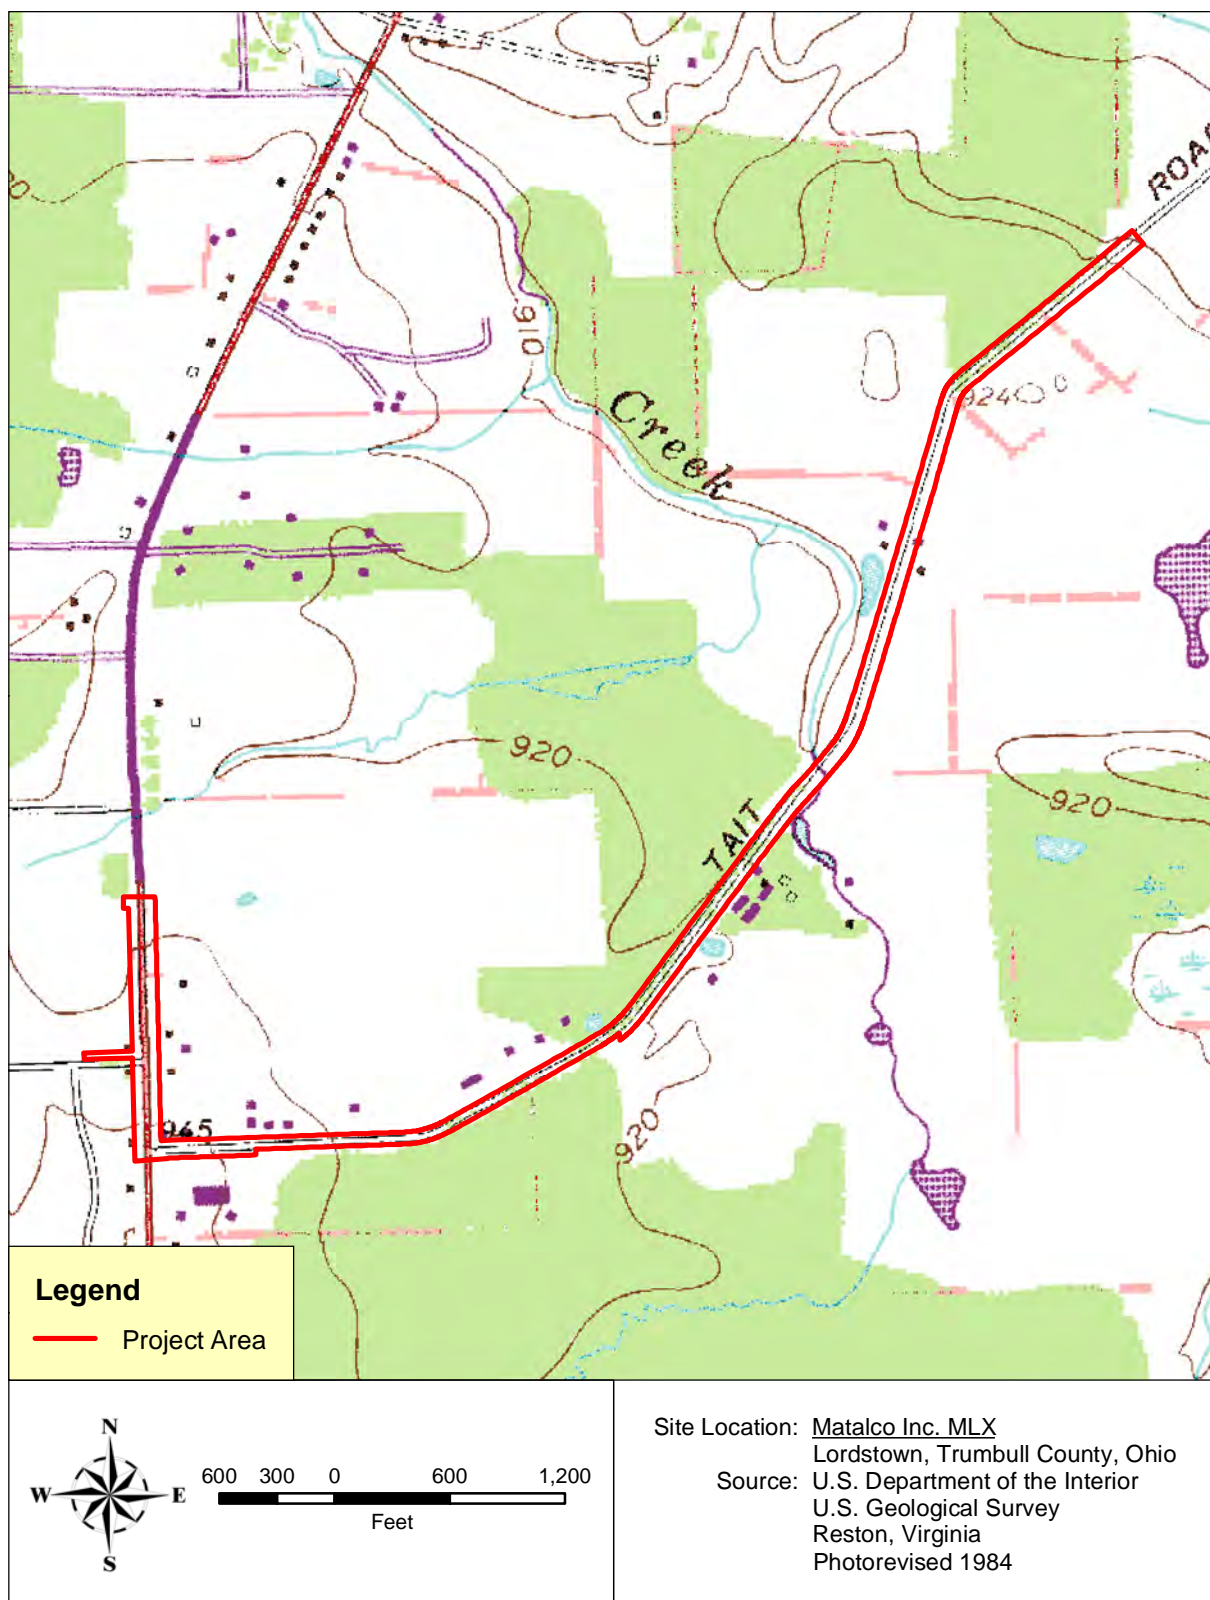 ROAD
20
910
Creek
924
920
920
TAIT
945
920
Legend
Project Area
N
W E
S
600 300 0 600 1,200
Feet
Site Location: Matalco Inc. MLX
Lordstown, Trumbull County, Ohio
Source: U.S. Department of the Interior
U.S. Geological Survey
Reston, Virginia
Photorevised 1984